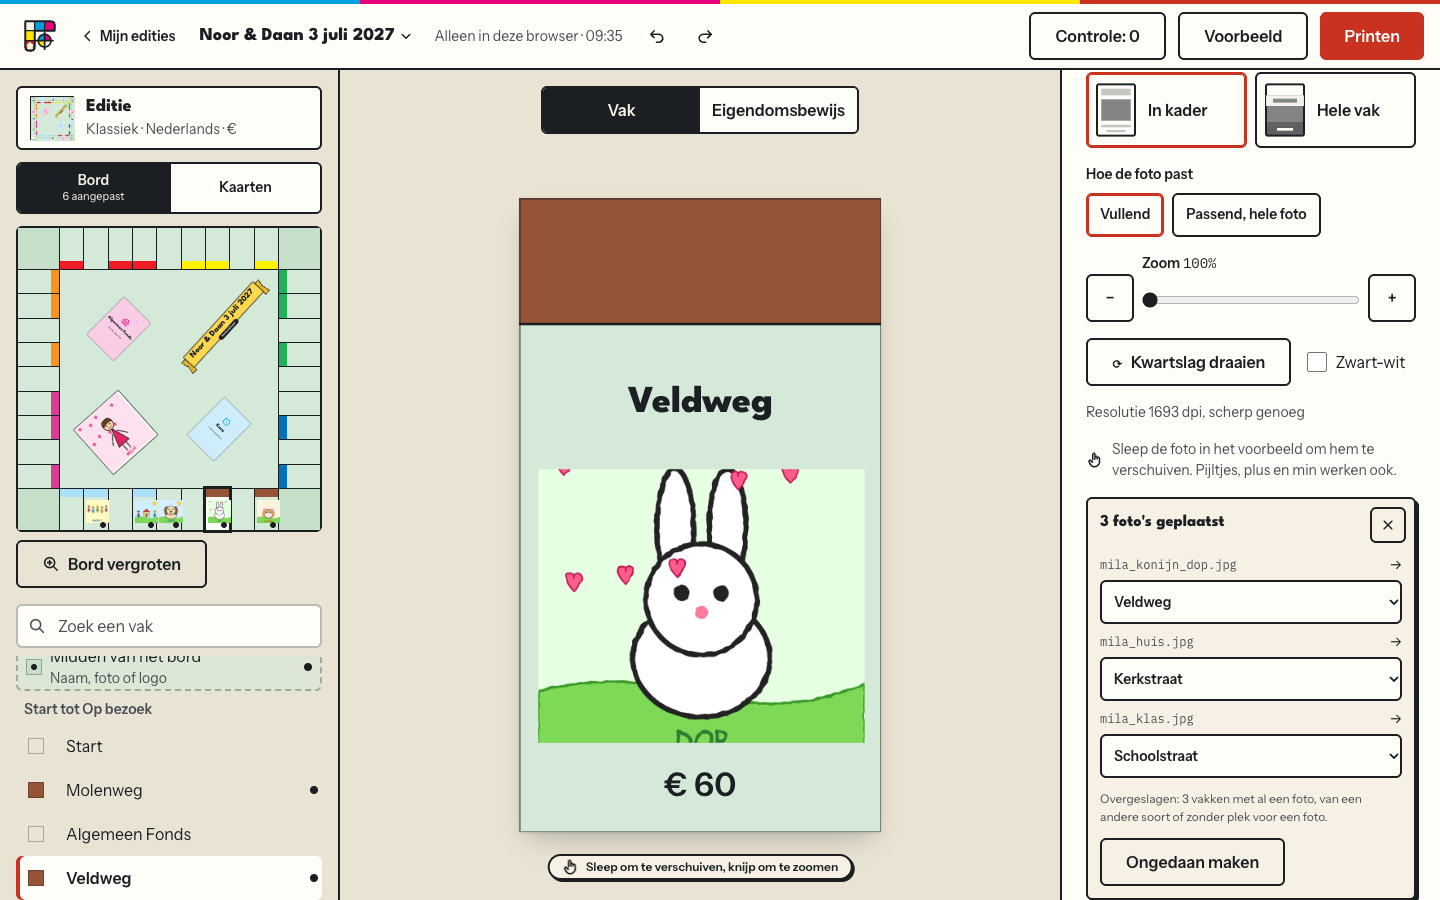 Mijn edities
Noor & Daan 3 juli 2027
Alleen in deze browser · 09:35
Controle: 0
Voorbeeld
Printen
Editie
Klassiek · Nederlands · €
Bord
6 aangepast
Kaarten
Noor & Daan 3 juli 2027
Bord vergroten
Zoek een vak
Midden van het bord
Naam, foto of logo
Start tot Op bezoek
Start
Molenweg
Algemeen Fonds
Veldweg
Vak
Eigendomsbewijs
Veldweg
DOP
€ 60
Sleep om te verschuiven, knijp om te zoomen
In kader
Hele vak
Hoe de foto past
Vullend
Passend, hele foto
Zoom 100%
−
+
Kwartslag draaien
Zwart-wit
Resolutie 1693 dpi, scherp genoeg
Sleep de foto in het voorbeeld om hem te
verschuiven. Pijltjes, plus en min werken ook.
3 foto's geplaatst
mila_konijn_dop.jpg
Veldweg
mila_huis.jpg
Kerkstraat
mila_klas.jpg
Schoolstraat
Overgeslagen: 3 vakken met al een foto, van een
andere soort of zonder plek voor een foto.
Ongedaan maken